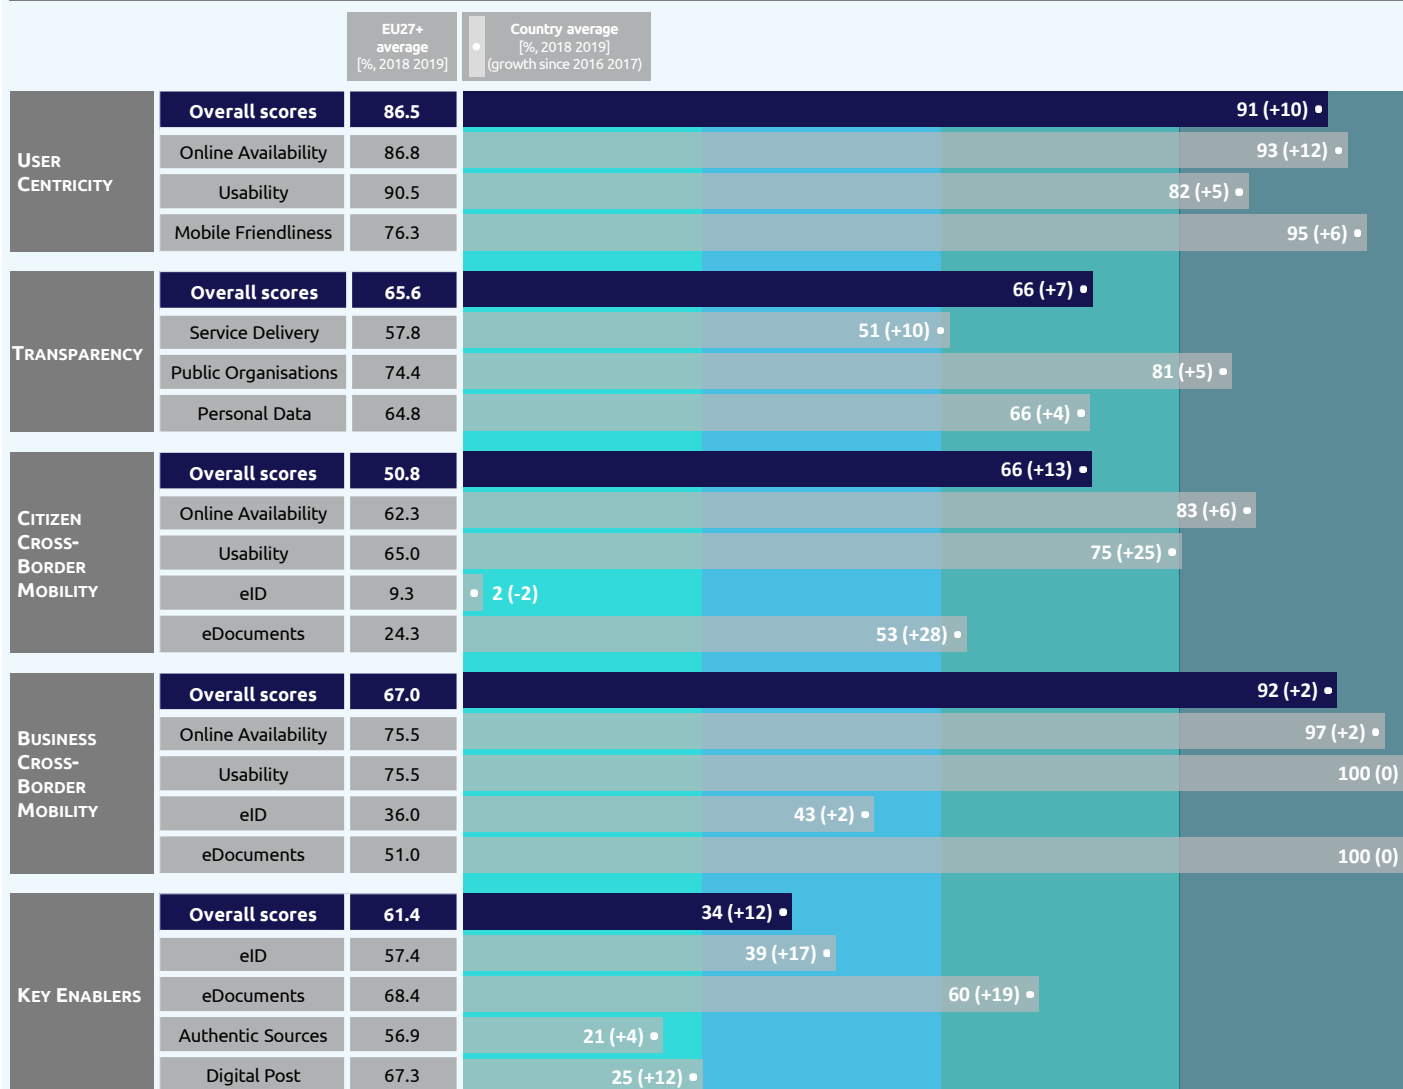 EU27+
average
[%, 2018 2019]
Country average
[%, 2018 2019]
(growth since 2016 2017)
USER
CENTRICITY
Overall scores 86.5 91 (+10)
Online Availability 86.8 93 (+12)
Usability 90.5 82 (+5)
Mobile Friendliness 76.3 95 (+6)
TRANSPARENCY
Overall scores 65.6 66 (+7)
Service Delivery 57.8 51 (+10)
Public Organisations 74.4 81 (+5)
Personal Data 64.8 66 (+4)
CITIZEN
CROSS-
BORDER
MOBILITY
Overall scores 50.8 66 (+13)
Online Availability 62.3 83 (+6)
Usability 65.0 75 (+25)
eID 9.3 2 (-2)
eDocuments 24.3 53 (+28)
BUSINESS
CROSS-
BORDER
MOBILITY
Overall scores 67.0 92 (+2)
Online Availability 75.5 97 (+2)
Usability 75.5 100 (0)
eID 36.0 43 (+2)
eDocuments 51.0 100 (0)
KEY ENABLERS
Overall scores 61.4 34 (+12)
eID 57.4 39 (+17)
eDocuments 68.4 60 (+19)
Authentic Sources 56.9 21 (+4)
Digital Post 67.3 25 (+12)